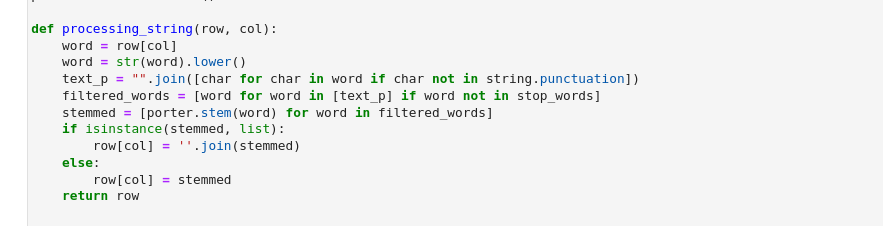 def processing_string(row, col):
    word = row[col]
    word = str(word).lower()
    text_p = "".join([char for char in word if char not in string.punctuation])
    filtered_words = [word for word in [text_p] if word not in stop_words]
    stemmed = [porter.stem(word) for word in filtered_words]
    if isinstance(stemmed, list):
        row[col] = ''.join(stemmed)
    else:
        row[col] = stemmed
    return row